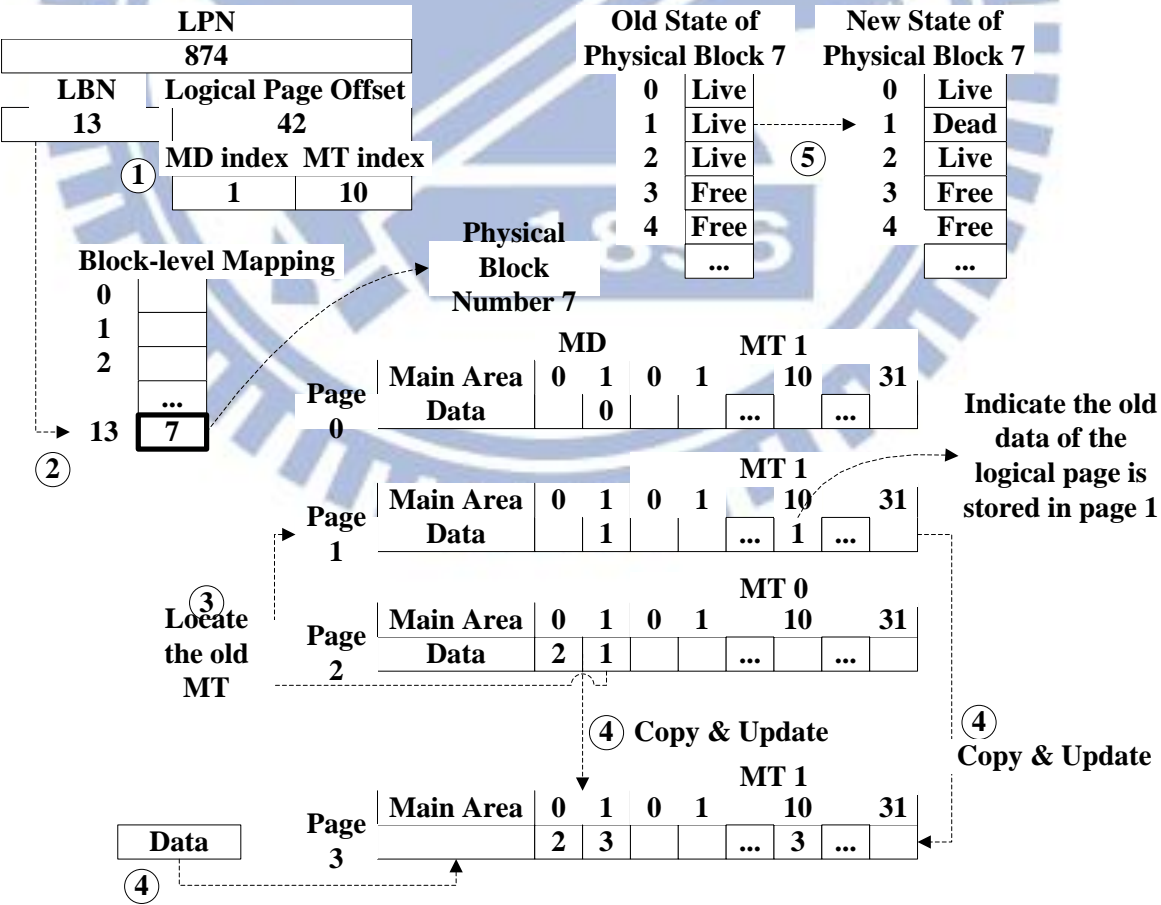 LPN
874
LBN Logical Page Offset
13 42
MD index MT index
① 1 10
Old State of
Physical Block 7
0 Live
1 Live
2 Live
3 Free
4 Free
...
⑤
New State of
Physical Block 7
0 Live
1 Dead
2 Live
3 Free
4 Free
...
1896
Block-level Mapping
0
1
2
...
13 7
②
Physical
Block
Number 7
MD MT 1
Page 0
Main Area 0 1 0 1 10 31
Data 0 ... ...
MT 1
Page 1
Main Area 0 1 0 1 10 31
Data 1 ... 1 ...
Indicate the old
data of the
logical page is
stored in page 1
③
Locate
the old
MT
MT 0
Page 2
Main Area 0 1 0 1 10 31
Data 2 1 ... ...
④ Copy & Update
④
Copy & Update
MT 1
Page 3
Main Area 0 1 0 1 10 31
2 3 ... 3 ...
Data
④